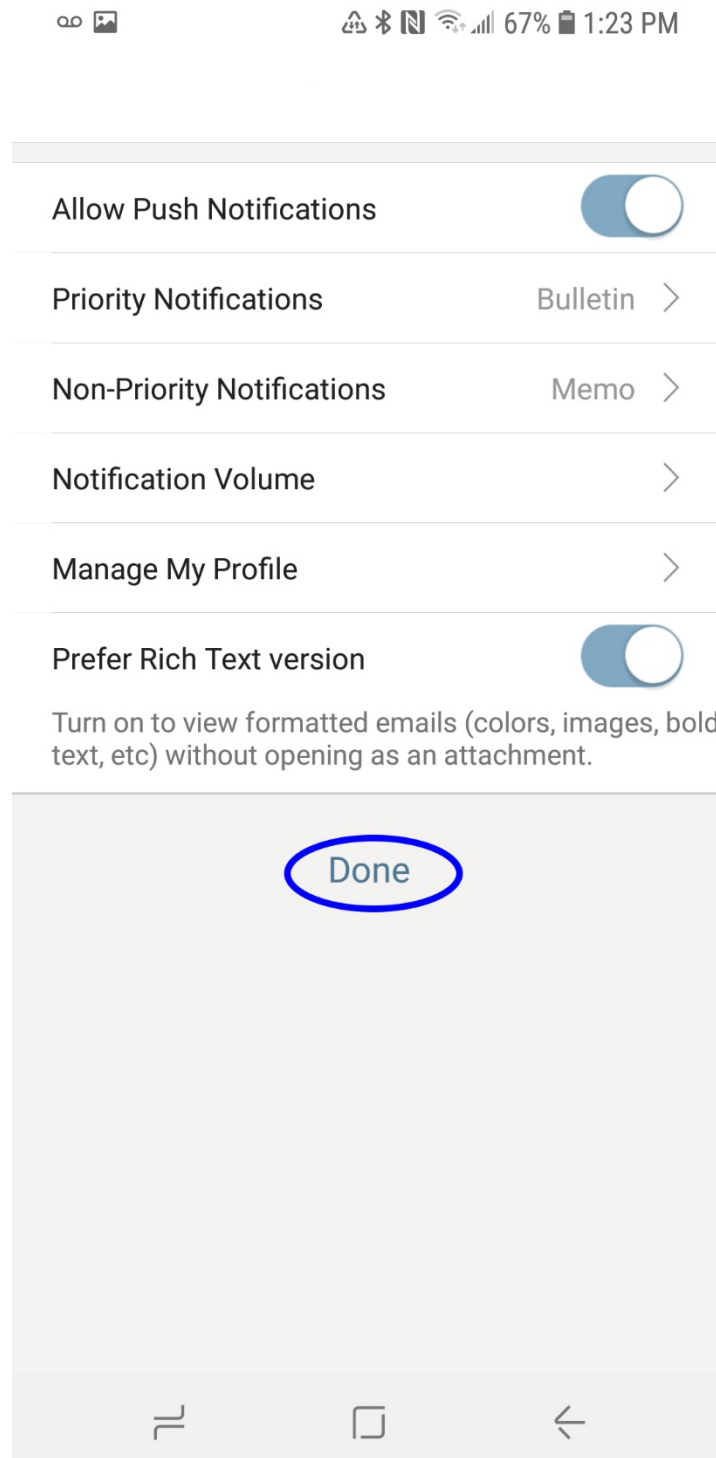 67% 1:23 PM
Allow Push Notifications
Priority Notifications Bulletin
Non-Priority Notifications Memo
Notification Volume
Manage My Profile
Prefer Rich Text version
Turn on to view formatted emails (colors, images, bold
text, etc) without opening as an attachment.
Done